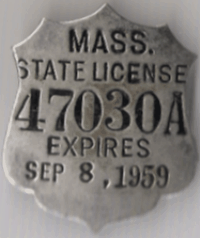 MASS.
STATE LICENSE
47030A
EXPIRES
SEP 8, 1959